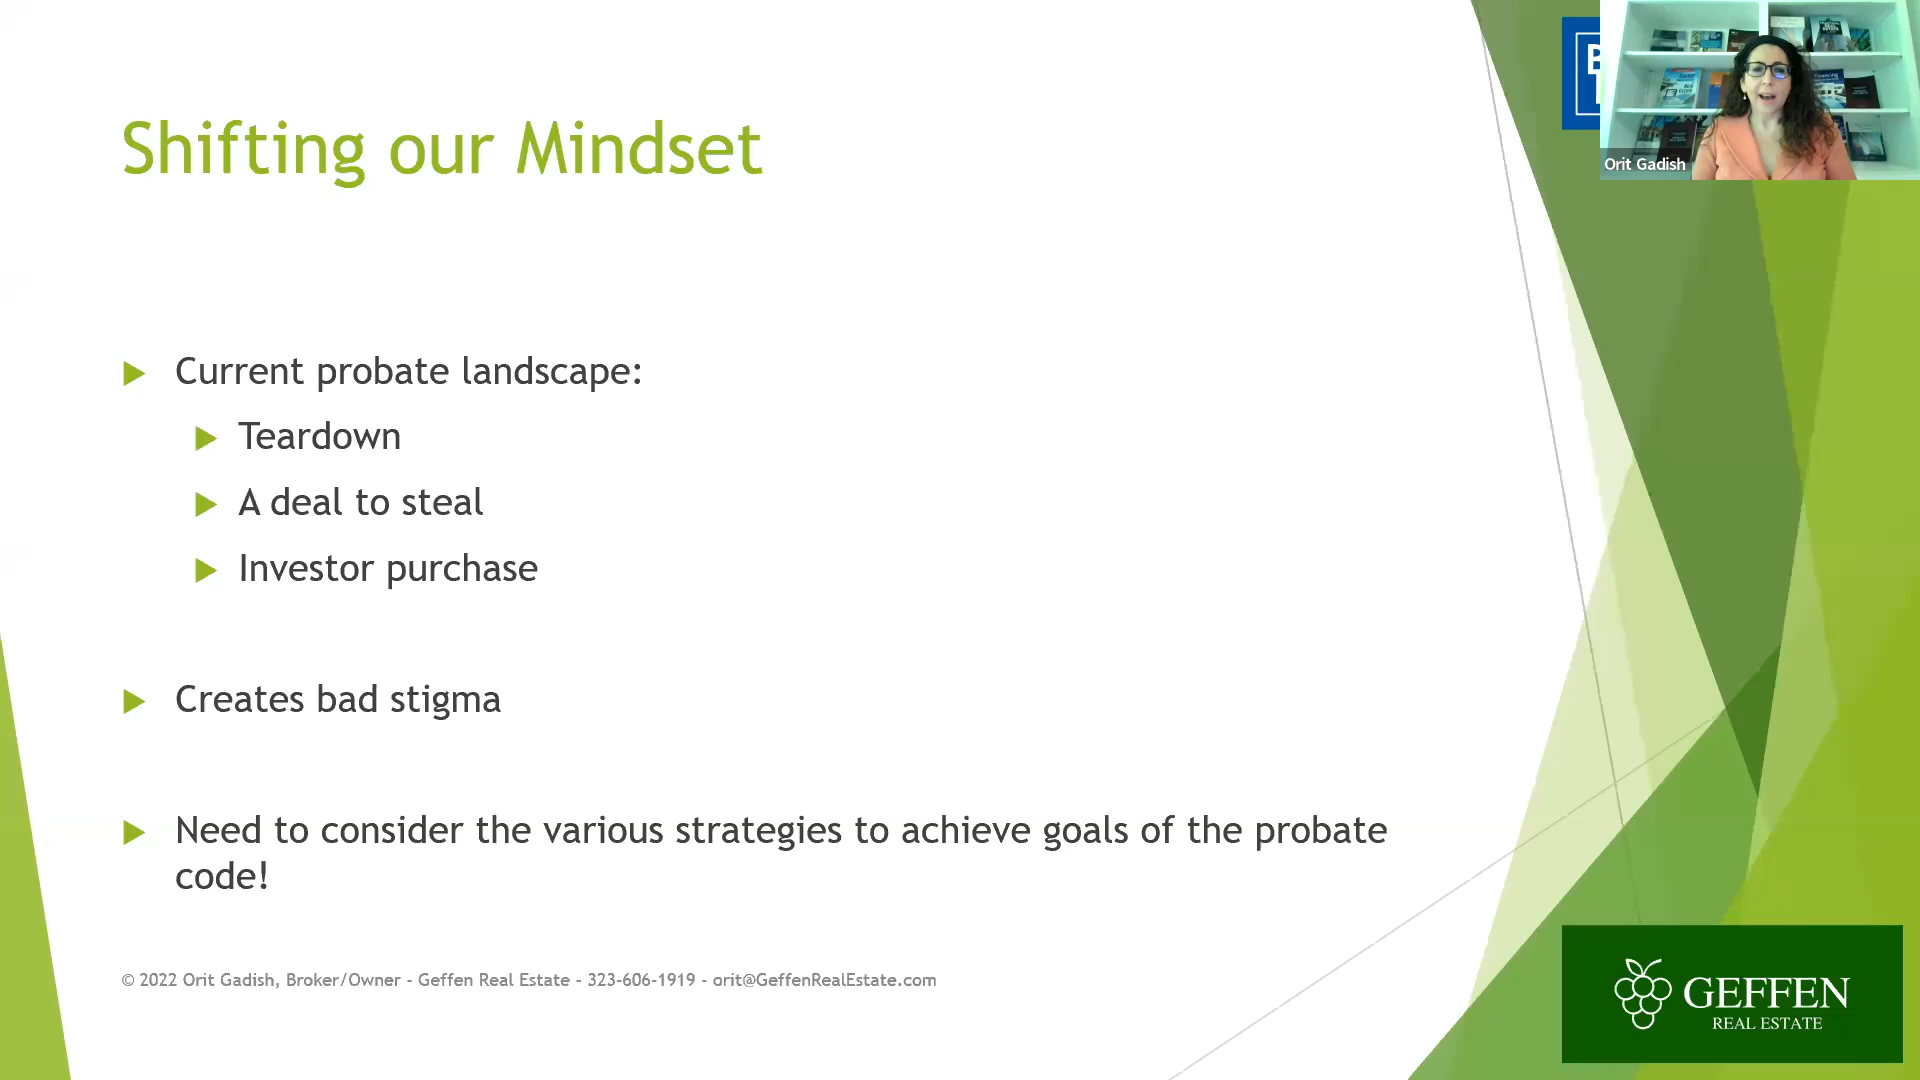 Shifting our Mindset
Orit Gadish
Current probate landscape:
Teardown
A deal to steal
Investor purchase
Creates bad stigma
Need to consider the various strategies to achieve goals of the probate
code!
© 2022 Orit Gadish, Broker/Owner - Geffen Real Estate - 323-606-1919 - orit@GeffenRealEstate.com
GEFFEN
REAL ESTATE